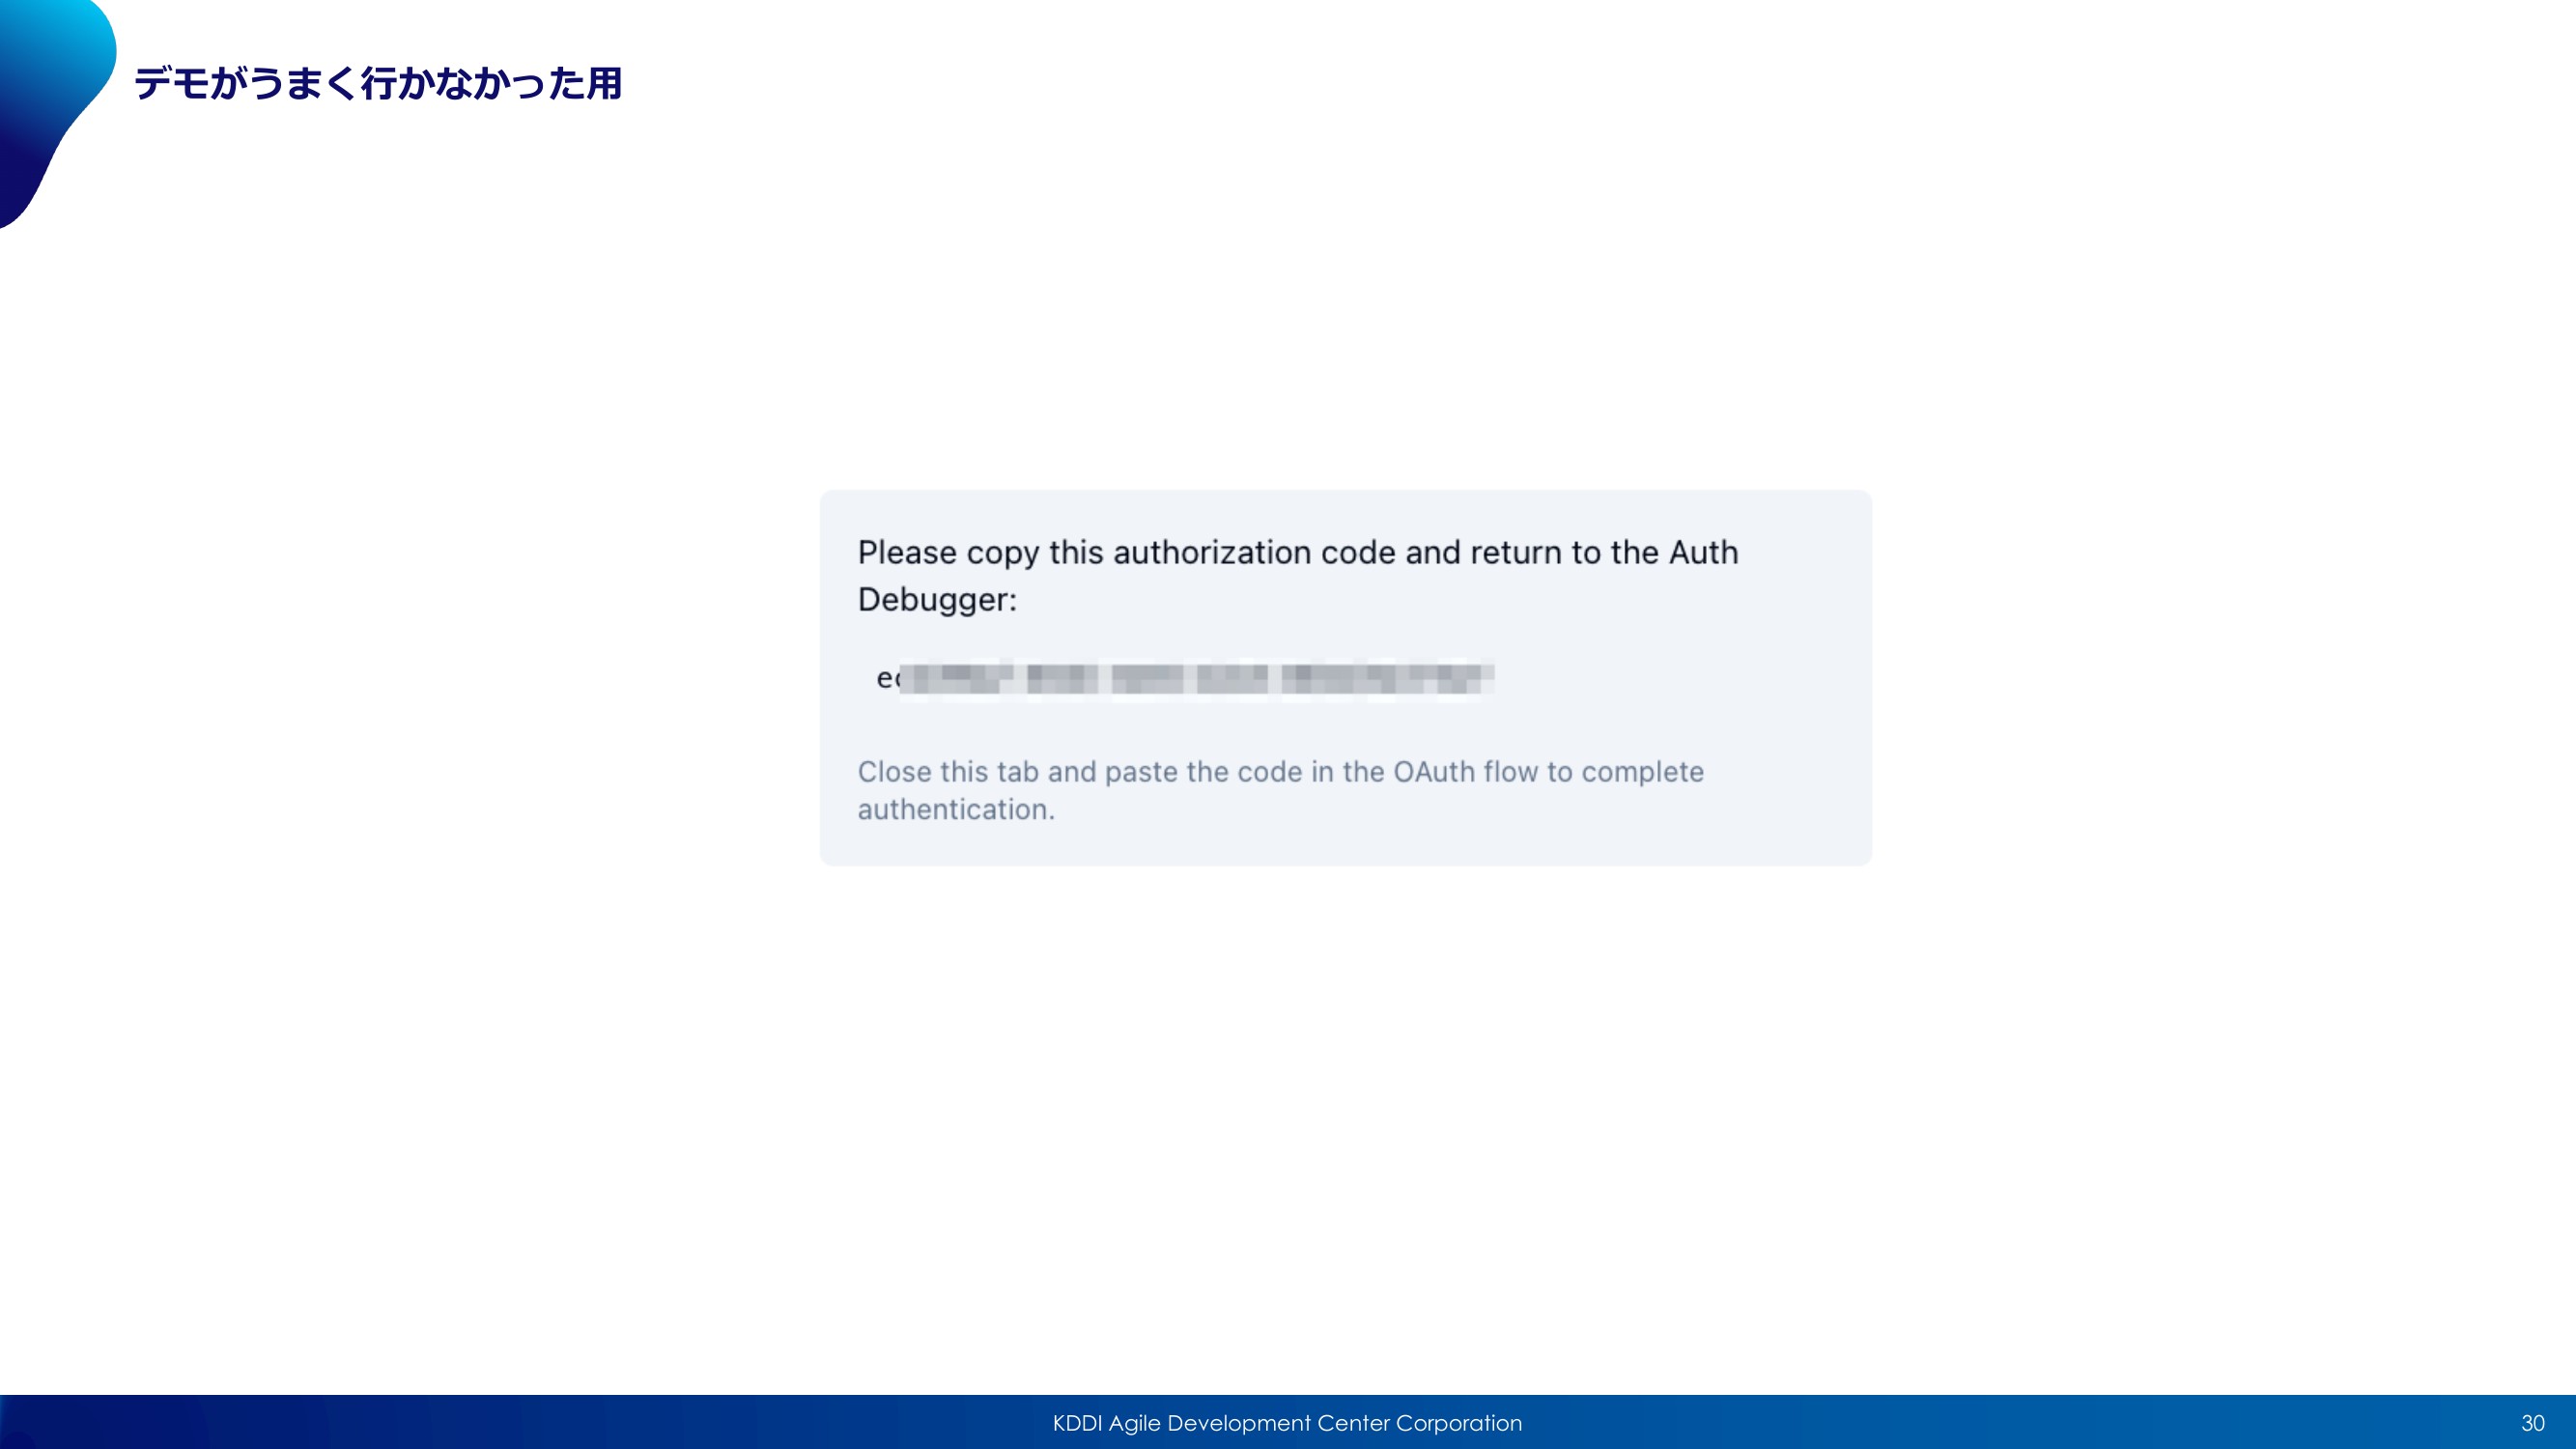 デモがうまく行かなかった用
Please copy this authorization code and return to the Auth
Debugger:
Close this tab and paste the code in the OAuth flow to complete
authentication.
KDDI Agile Development Center Corporation
30